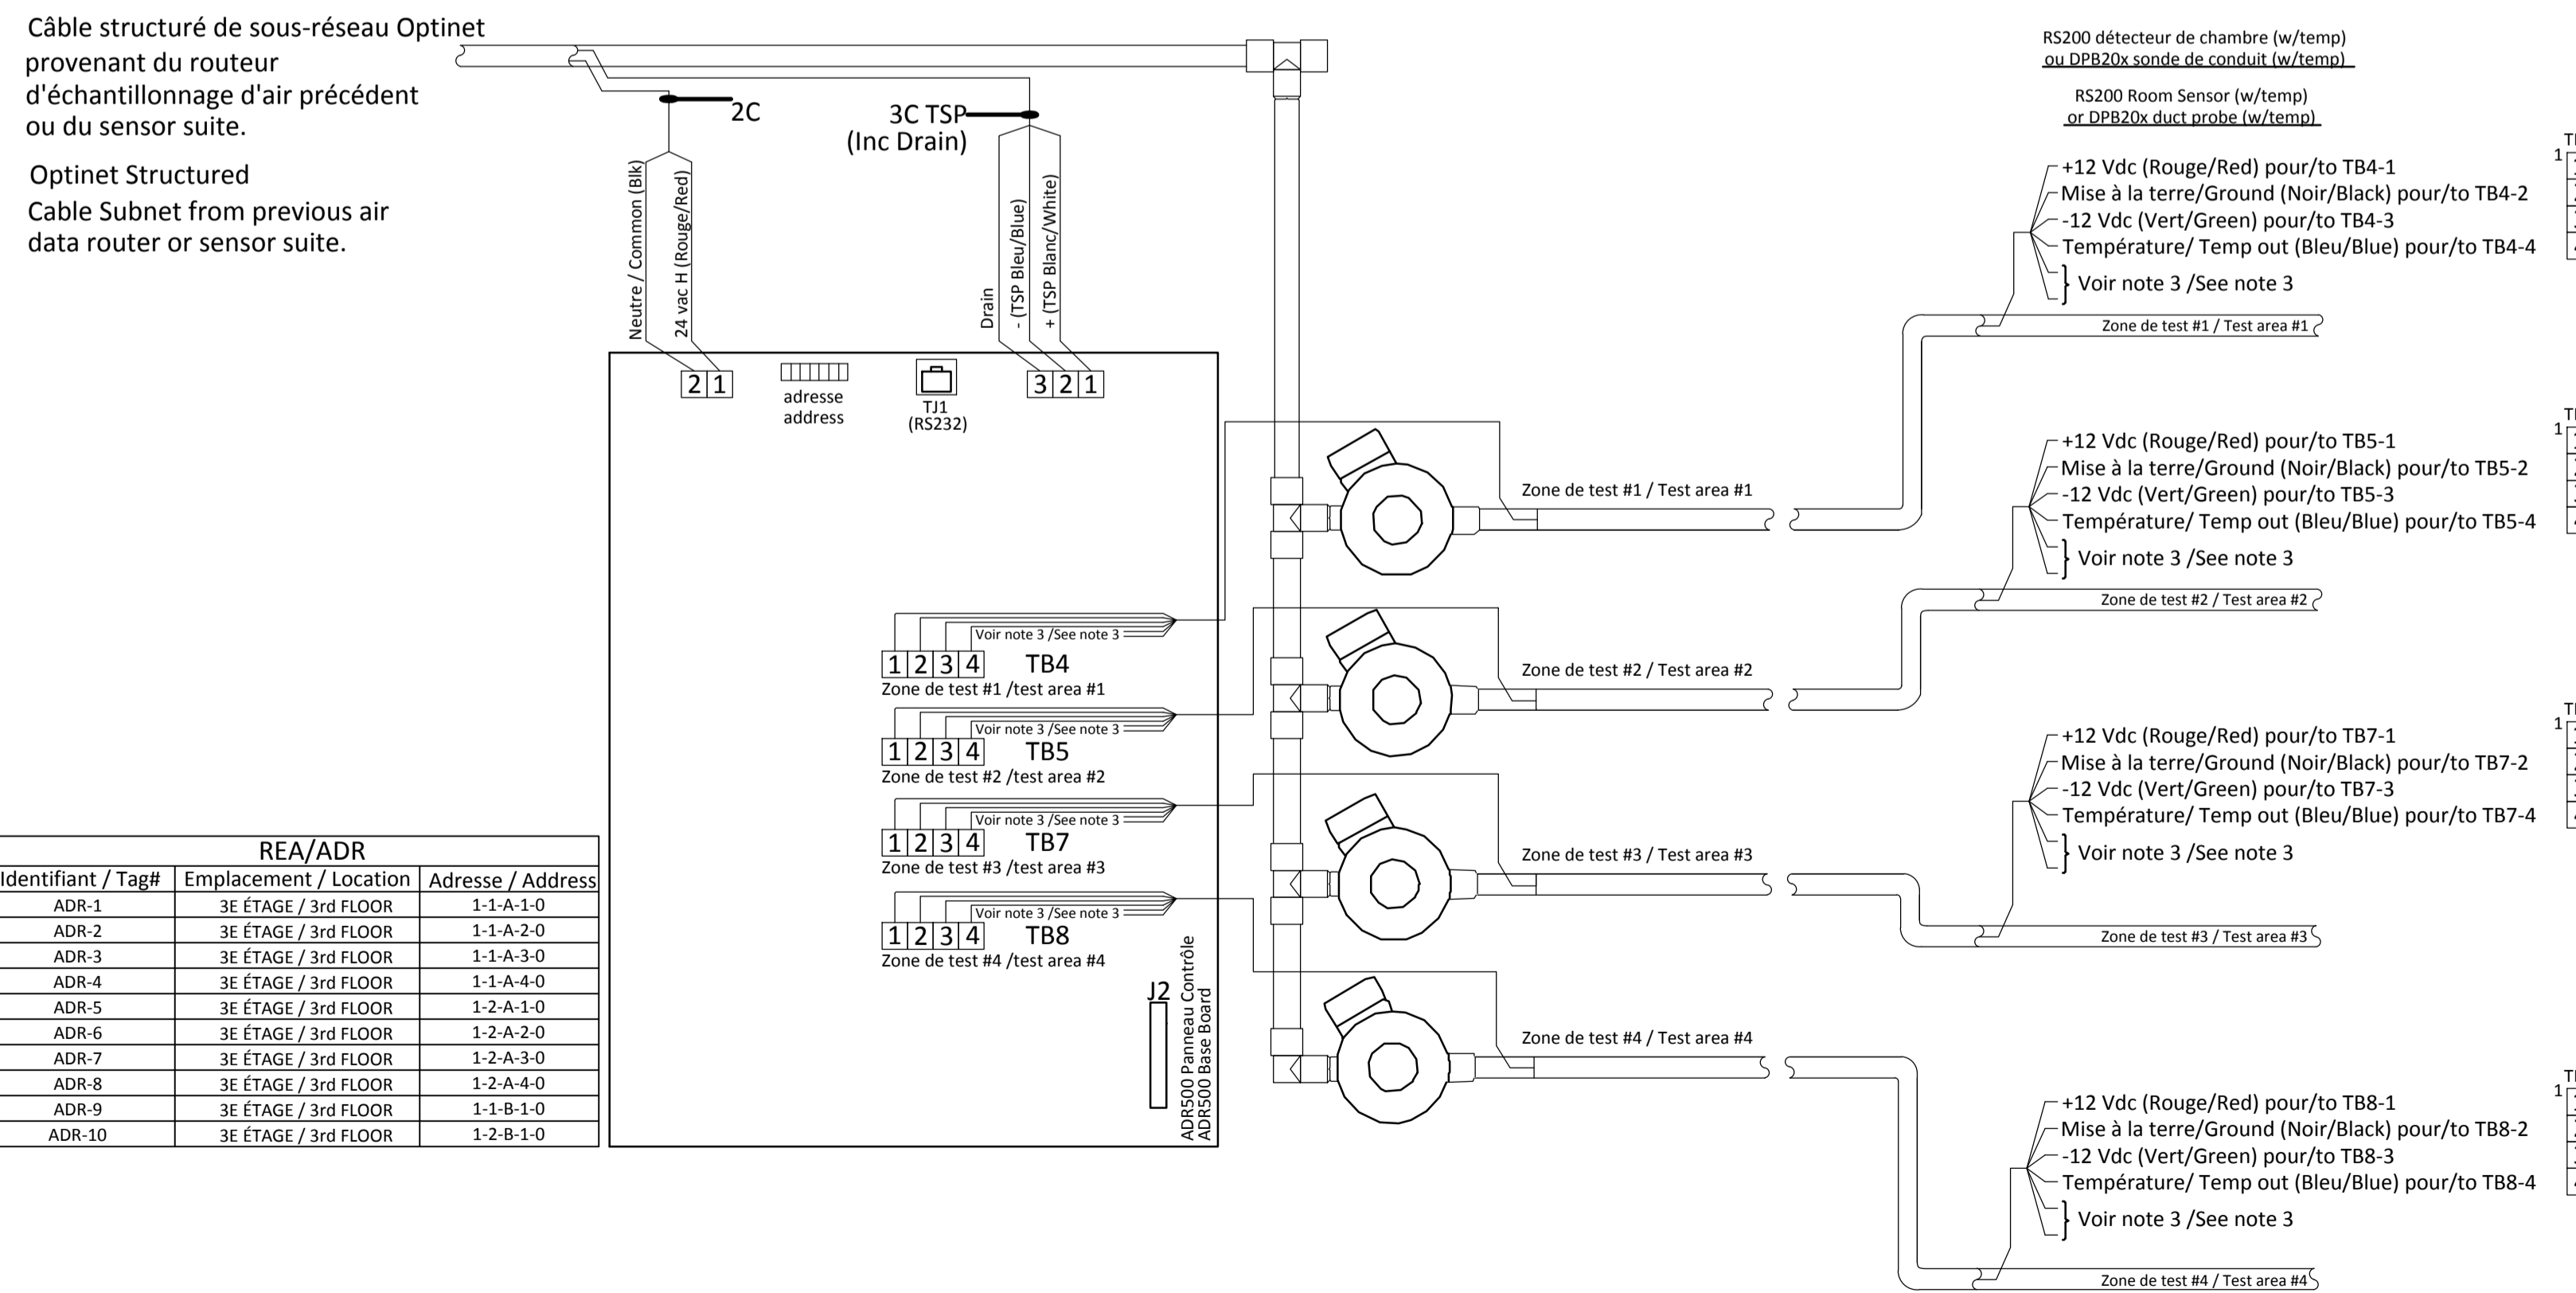 Câble structuré de sous-réseau Optinet
provenant du routeur
d'échantillonnage d'air précédent
ou du sensor suite.
Optinet Structured
Cable Subnet from previous air
data router or sensor suite.
2C
3C TSP
(Inc Drain)
Neutre / Common (Blk)
24 vac H (Rouge/Red)
Drain
- (TSP Bleu/Blue)
+ (TSP Blanc/White)
2 1
adresse
address
TJ1
(RS232)
3 2 1
Voir note 3 /See note 3
1 2 3 4 TB4
Zone de test #1 /test area #1
Voir note 3 /See note 3
1 2 3 4 TB5
Zone de test #2 /test area #2
Voir note 3 /See note 3
1 2 3 4 TB7
Zone de test #3 /test area #3
Voir note 3 /See note 3
1 2 3 4 TB8
Zone de test #4 /test area #4
J2
ADR500 Panneau Contrôle
ADR500 Base Board
REA/ADR
Identifiant / Tag# Emplacement / Location Adresse / Address
ADR-1 3E ÉTAGE / 3rd FLOOR 1-1-A-1-0
ADR-2 3E ÉTAGE / 3rd FLOOR 1-1-A-2-0
ADR-3 3E ÉTAGE / 3rd FLOOR 1-1-A-3-0
ADR-4 3E ÉTAGE / 3rd FLOOR 1-1-A-4-0
ADR-5 3E ÉTAGE / 3rd FLOOR 1-2-A-1-0
ADR-6 3E ÉTAGE / 3rd FLOOR 1-2-A-2-0
ADR-7 3E ÉTAGE / 3rd FLOOR 1-2-A-3-0
ADR-8 3E ÉTAGE / 3rd FLOOR 1-2-A-4-0
ADR-9 3E ÉTAGE / 3rd FLOOR 1-1-B-1-0
ADR-10 3E ÉTAGE / 3rd FLOOR 1-2-B-1-0
Zone de test #1 / Test area #1
Zone de test #2 / Test area #2
Zone de test #3 / Test area #3
Zone de test #4 / Test area #4
RS200 détecteur de chambre (w/temp)
ou DPB20x sonde de conduit (w/temp)
RS200 Room Sensor (w/temp)
or DPB20x duct probe (w/temp)
+12 Vdc (Rouge/Red) pour/to TB4-1
Mise à la terre/Ground (Noir/Black) pour/to TB4-2
-12 Vdc (Vert/Green) pour/to TB4-3
Température/ Temp out (Bleu/Blue) pour/to TB4-4
} Voir note 3 /See note 3
Zone de test #1 / Test area #1
1
+12 Vdc (Rouge/Red) pour/to TB5-1
Mise à la terre/Ground (Noir/Black) pour/to TB5-2
-12 Vdc (Vert/Green) pour/to TB5-3
Température/ Temp out (Bleu/Blue) pour/to TB5-4
} Voir note 3 /See note 3
Zone de test #2 / Test area #2
1
+12 Vdc (Rouge/Red) pour/to TB7-1
Mise à la terre/Ground (Noir/Black) pour/to TB7-2
-12 Vdc (Vert/Green) pour/to TB7-3
Température/ Temp out (Bleu/Blue) pour/to TB7-4
} Voir note 3 /See note 3
Zone de test #3 / Test area #3
1
+12 Vdc (Rouge/Red) pour/to TB8-1
Mise à la terre/Ground (Noir/Black) pour/to TB8-2
-12 Vdc (Vert/Green) pour/to TB8-3
Température/ Temp out (Bleu/Blue) pour/to TB8-4
} Voir note 3 /See note 3
Zone de test #4 / Test area #4
1